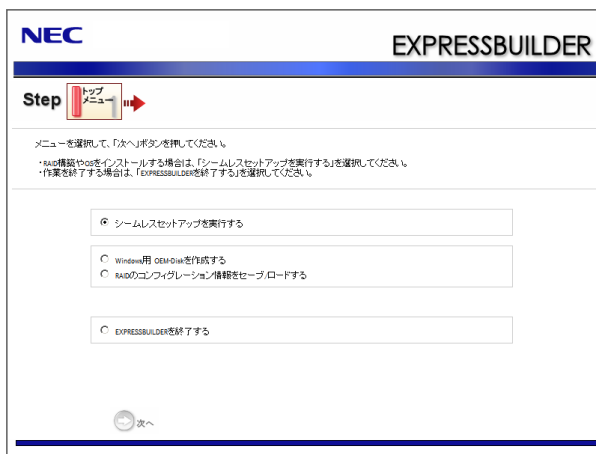 NEC
EXPRESSBUILDER
Step トップ
メニュー
メニューを選択して、「次へ」ボタンを押してください。
・RAID構築やOSをインストールする場合は、「シームレスセットアップを実行する」を選択してください。
・作業を終了する場合は、「EXPRESSBUILDERを終了する」を選択してください。
シームレスセットアップを実行する
Windows用 OEM-Diskを作成する
RAIDのコンフィグレーション情報をセーブ/ロードする
EXPRESSBUILDERを終了する
次へ